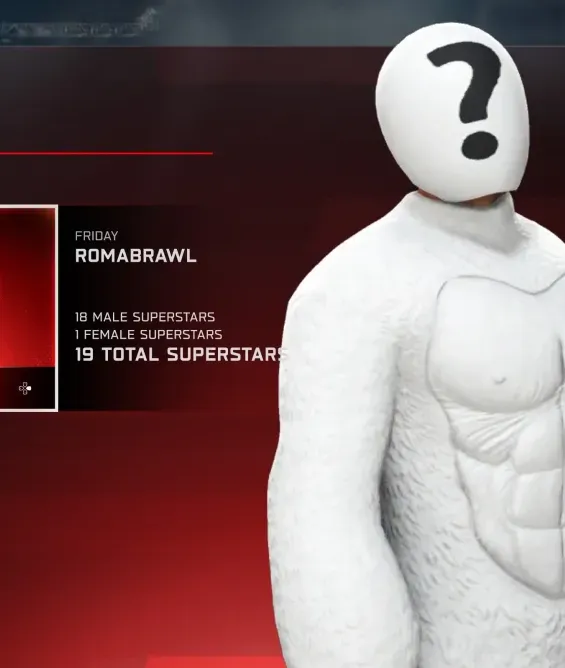 ?
FRIDAY
ROMABRAWL
18 MALE SUPERSTARS
1 FEMALE SUPERSTARS
19 TOTAL SUPERSTARS